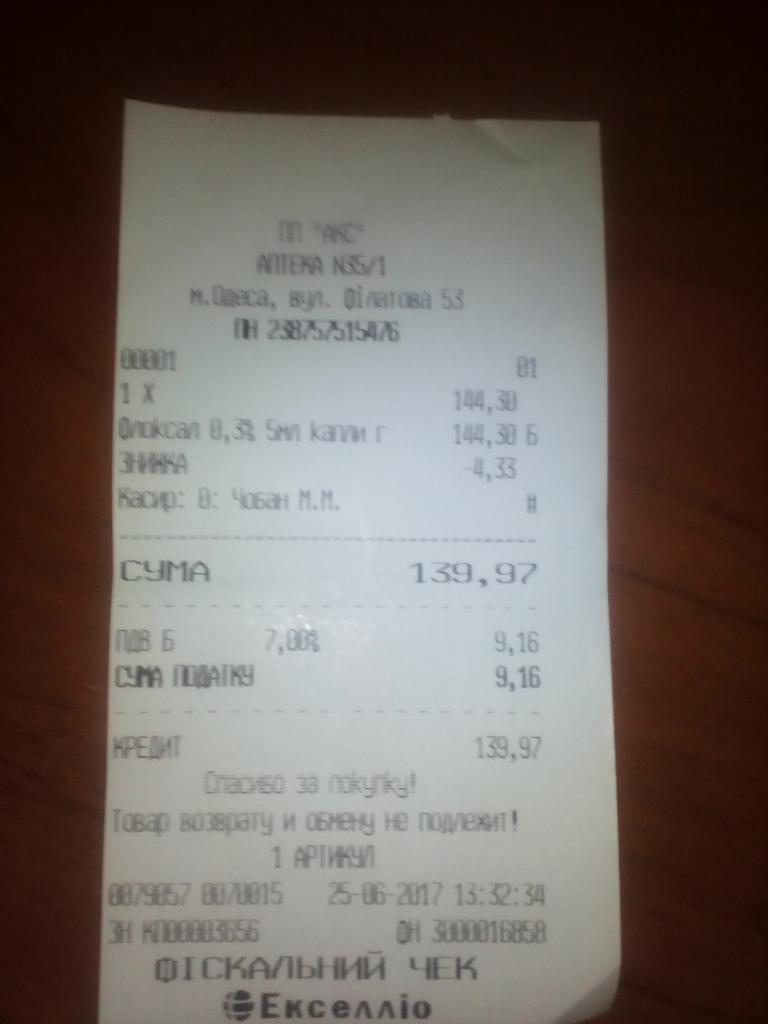 ПП "АКС"
АПТЕКА N35/1
м.Одеса, вул. Філатова 53
ПН 238757515476
00001 01
1 X 144,30
Флоксал 0,3% 5мл капли г 144,30 Б
ЗНИЖКА -4,33
Касир: 0: Чобан М.М. #
СУМА 139,97
ПДВ Б 7,00% 9,16
СУМА ПОДАТКУ 9,16
КРЕДИТ 139,97
Спасибо за покупку!
Товар возврату и обмену не подлежит!
1 АРТИКУЛ
0079057 0070015 25-06-2017 13:32:34
ЗН КП00003656 ФН 3000016858
ФІСКАЛЬНИЙ ЧЕК
Екселліо